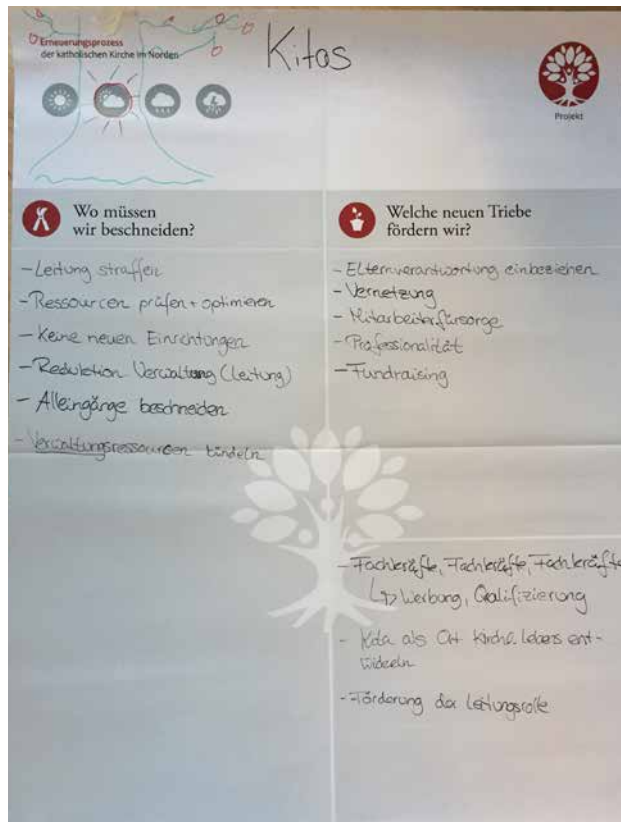 Erneuerungsprozess
der katholischen Kirche im Norden
Kitas
Projekt
Wo müssen
wir beschneiden?
- Leitung straffen
- Ressourcen prüfen + optimieren
- Keine neuen Einrichtungen
- Reduktion Verwaltung (Leitung)
- Alleingänge beschneiden
- Verwaltungsressourcen bündeln
Welche neuen Triebe
fördern wir?
- Elternverantwortung einbeziehen
- Vernetzung
- Mitarbeiterfürsorge
- Professionalität
- Fundraising
- Fachkräfte, Fachkräfte, Fachkräfte
↳ Werbung, Qualifizierung
- Kita als Ort kirchl. Lebens ent-
wickeln
- Förderung der Leitungsrolle